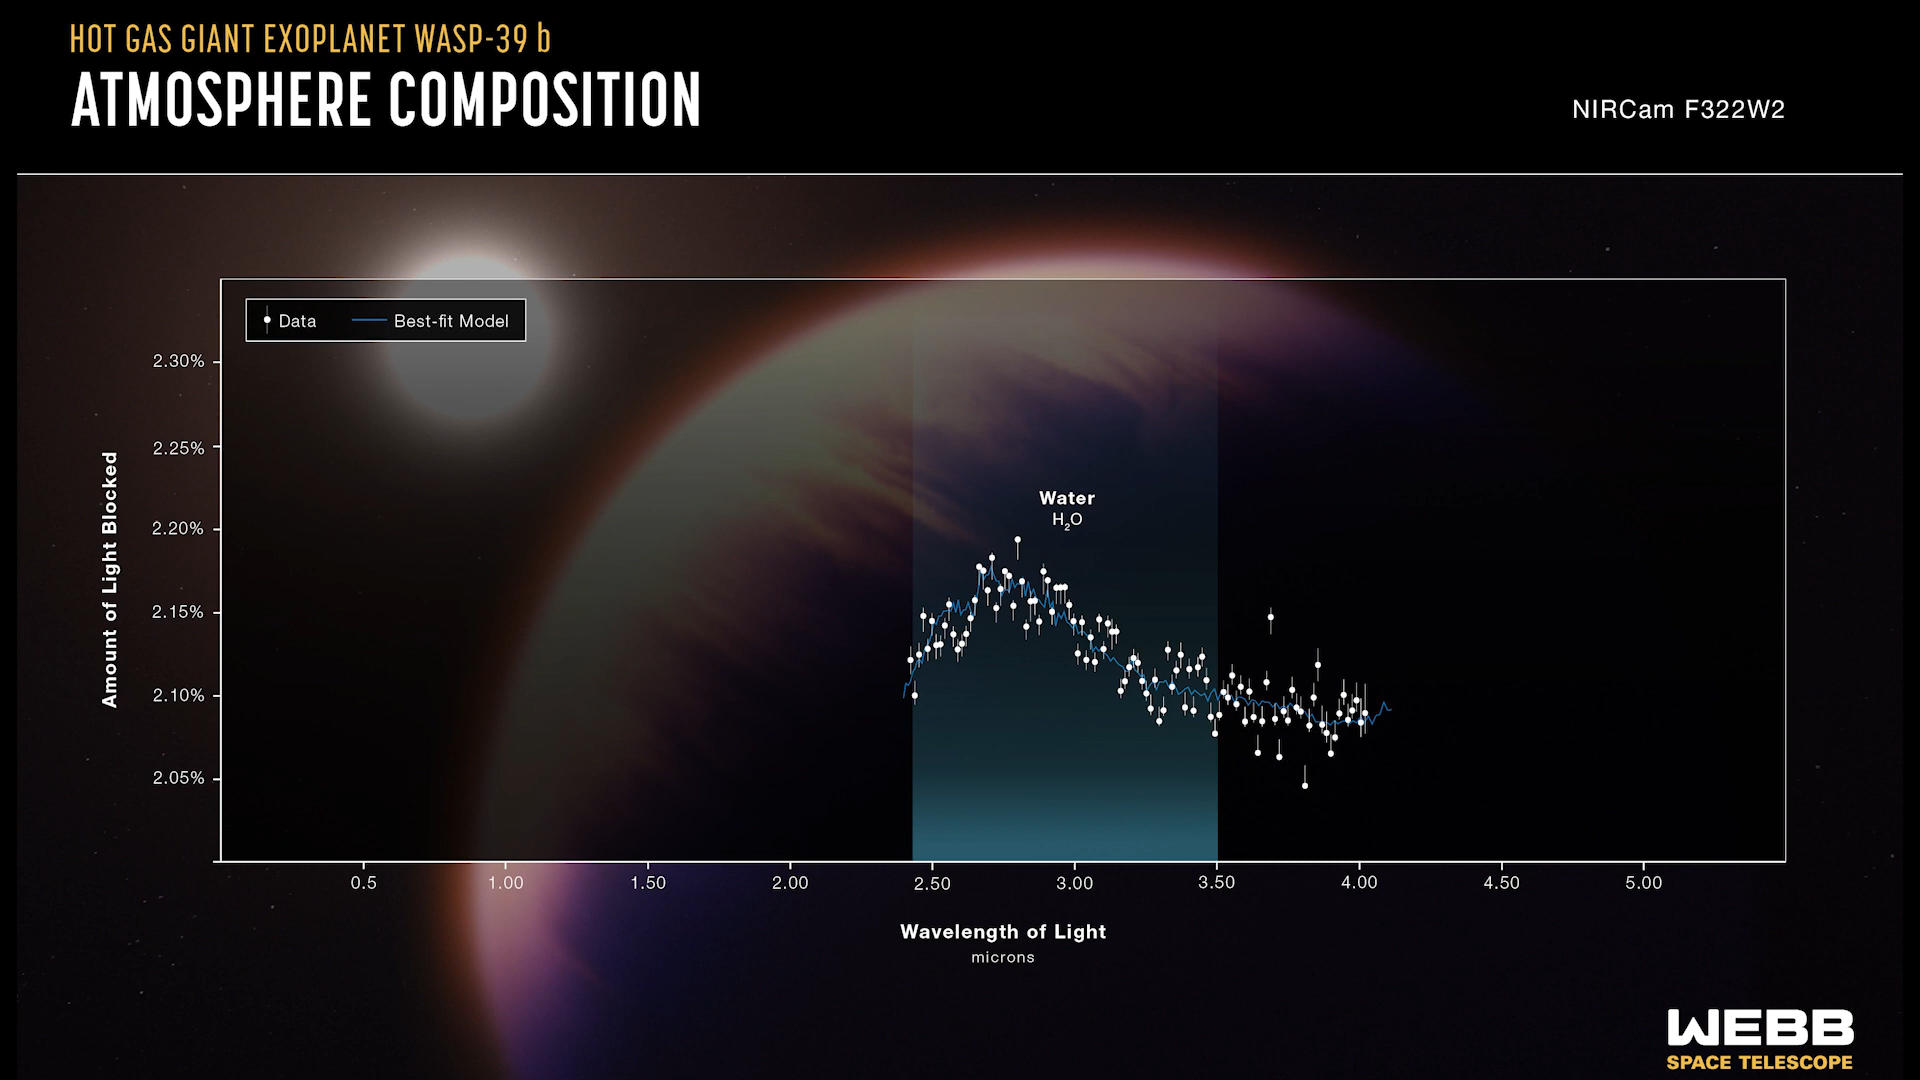 HOT GAS GIANT EXOPLANET WASP-39 b
ATMOSPHERE COMPOSITION
NIRCam F322W2
Data
Best-fit Model
2.30%
2.25%
2.20%
2.15%
2.10%
2.05%
Amount of Light Blocked
Water
H₂O
0.5 1.00 1.50 2.00 2.50 3.00 3.50 4.00 4.50 5.00
Wavelength of Light
microns
WEBB
SPACE TELESCOPE